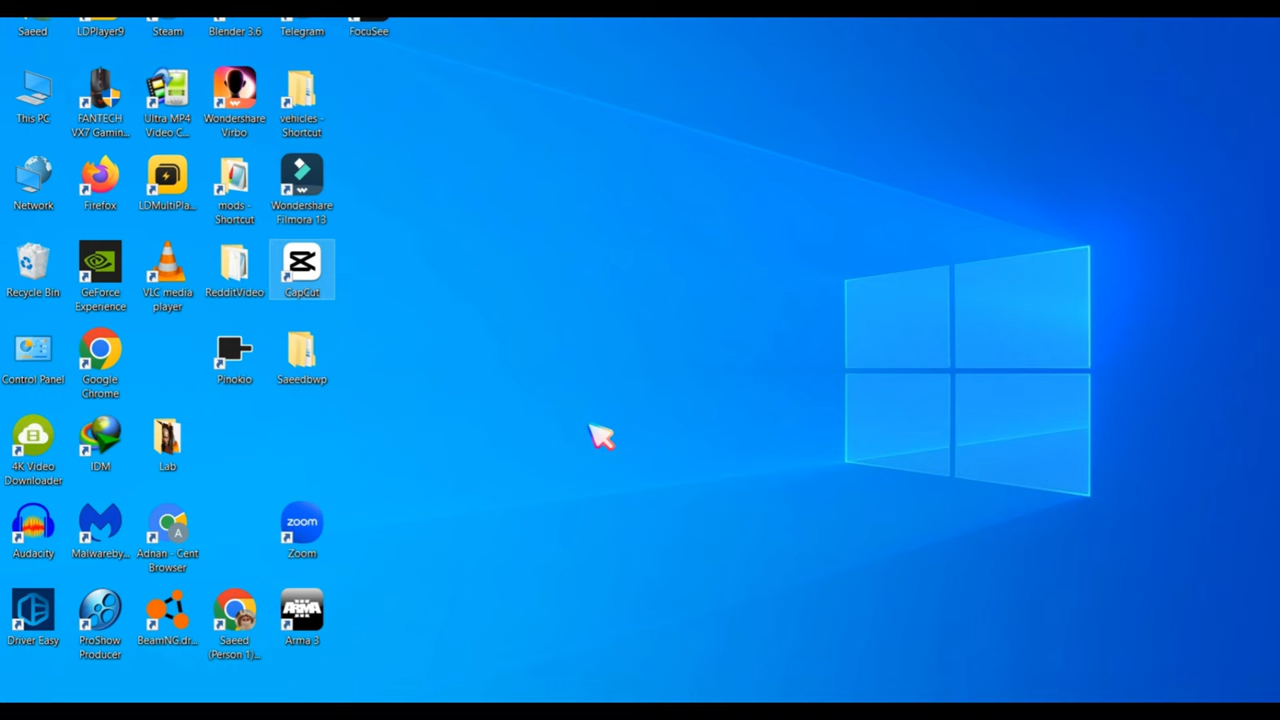 Saeed
LDPlayer9
Steam
Blender 3.6
Telegram
FocuSee
This PC
FANTECH
VX7 Gamin...
Ultra MP4
Video C...
Wondershare
Virbo
vehicles -
Shortcut
Network
Firefox
LDMultiPla...
mods -
Shortcut
Wondershare
Filmora 13
Recycle Bin
GeForce
Experience
VLC media
player
RedditVideo
CapCut
Control Panel
Google
Chrome
Pinokio
Saeedbwp
4K Video
Downloader
IDM
Lab
Audacity
Malwareby...
A
Adnan - Cent
Browser
zoom
Zoom
Driver Easy
ProShow
Producer
BeamNG.dr...
Saeed
(Person 1)...
ARMA
Arma 3